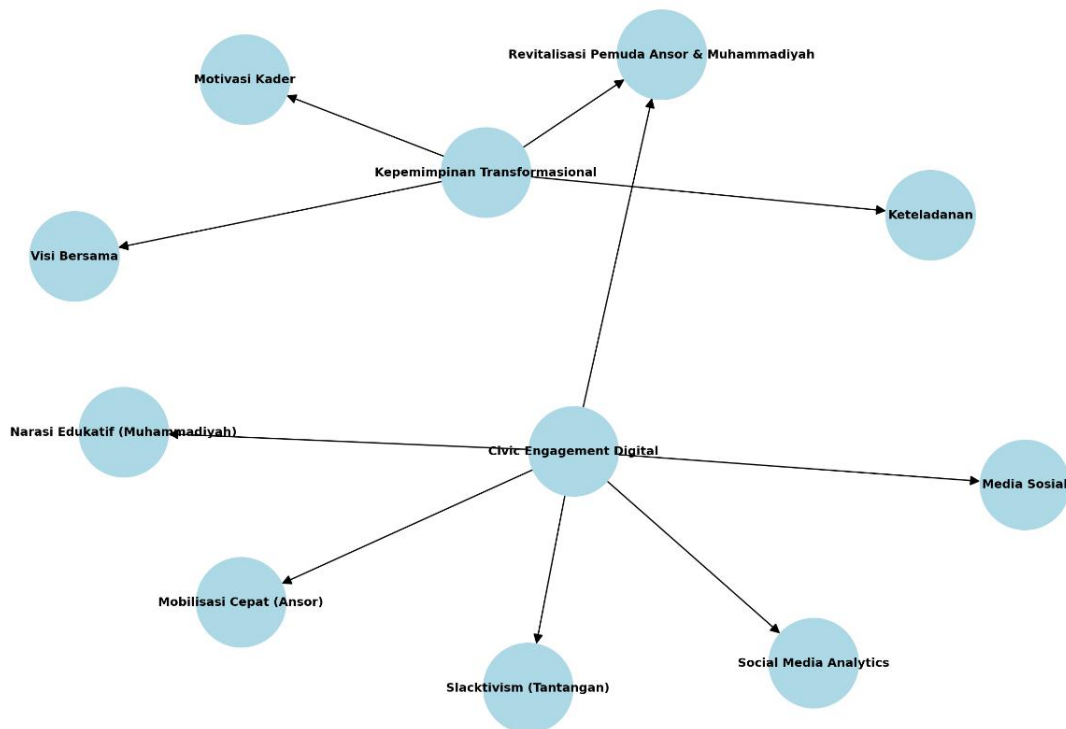 Revitalisasi Pemuda Ansor & Muhammadiyah
Motivasi Kader
Kepemimpinan Transformasional
Keteladanan
Visi Bersama
Narasi Edukatif (Muhammadiyah)
Civic Engagement Digital
Media Sosial
Mobilisasi Cepat (Ansor)
Social Media Analytics
Slacktivism (Tantangan)